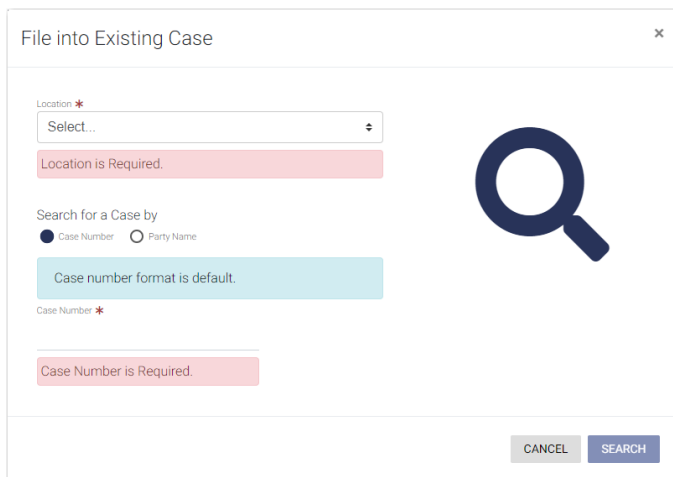 File into Existing Case ×
Location *
Select...
Location is Required.
Search for a Case by
Case Number Party Name
Case number format is default.
Case Number *
Case Number is Required.
CANCEL SEARCH